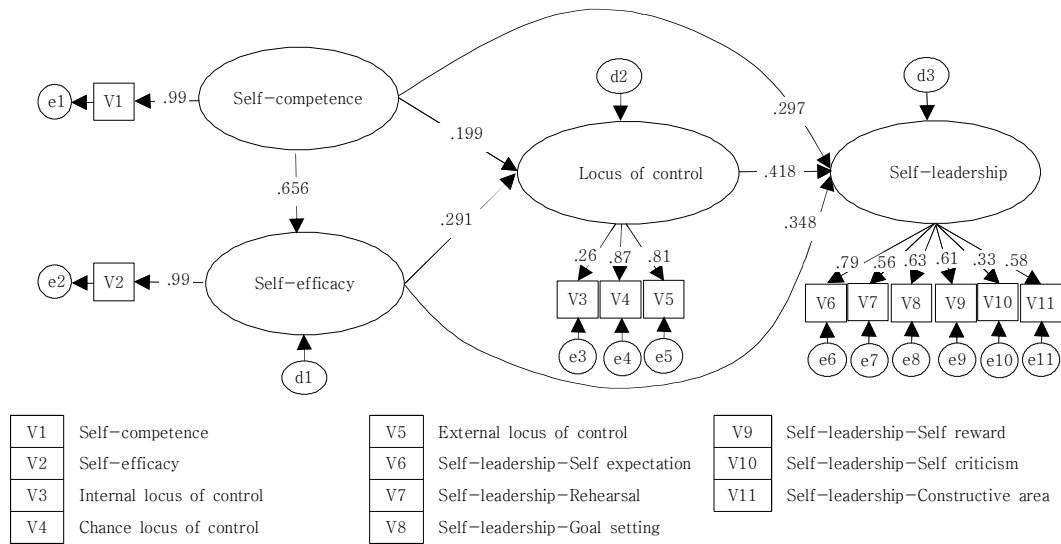 d2
d3
e1 V1 .99 Self-competence
.297
.199
Locus of control
.418
Self-leadership
.656
.291
.348
e2 V2 .99 Self-efficacy
.26 .87 .81
.79 .56 .63 .61 .33 .58
V3 V4 V5
V6 V7 V8 V9 V10 V11
e3 e4 e5
e6 e7 e8 e9 e10 e11
d1
V1 Self-competence
V2 Self-efficacy
V3 Internal locus of control
V4 Chance locus of control
V5 External locus of control
V6 Self-leadership-Self expectation
V7 Self-leadership-Rehearsal
V8 Self-leadership-Goal setting
V9 Self-leadership-Self reward
V10 Self-leadership-Self criticism
V11 Self-leadership-Constructive area